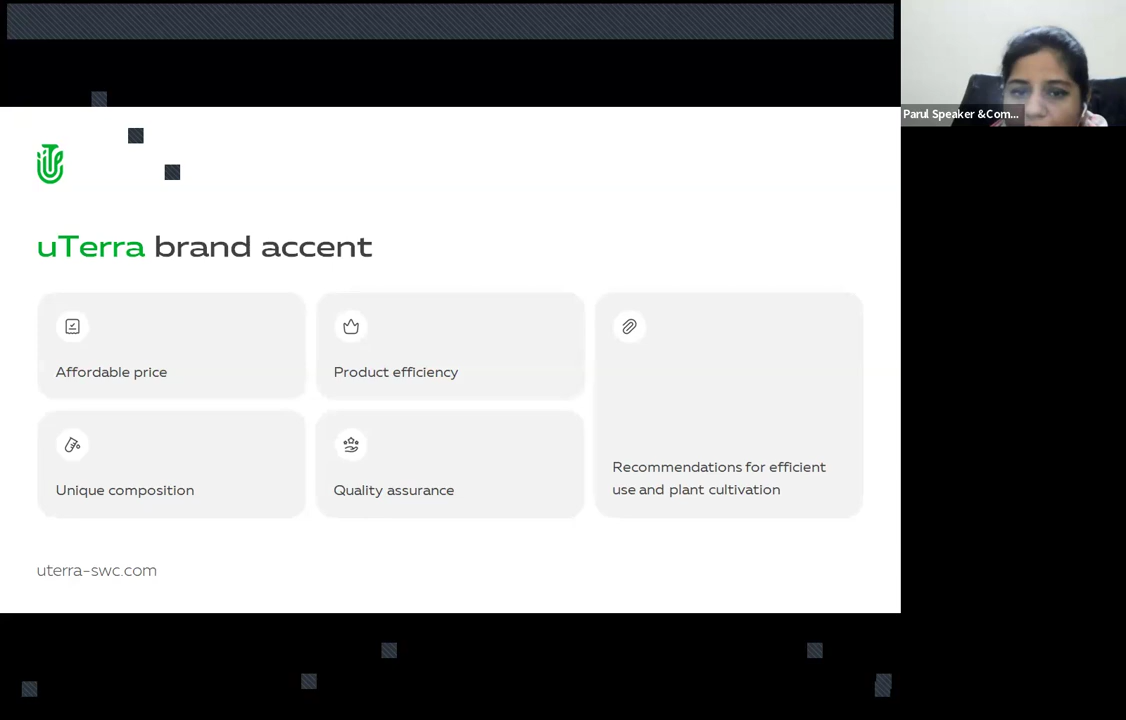 Parul Speaker &Com...
uTerra brand accent
Affordable price
Product efficiency
Unique composition
Quality assurance
Recommendations for efficient
use and plant cultivation
uterra-swc.com